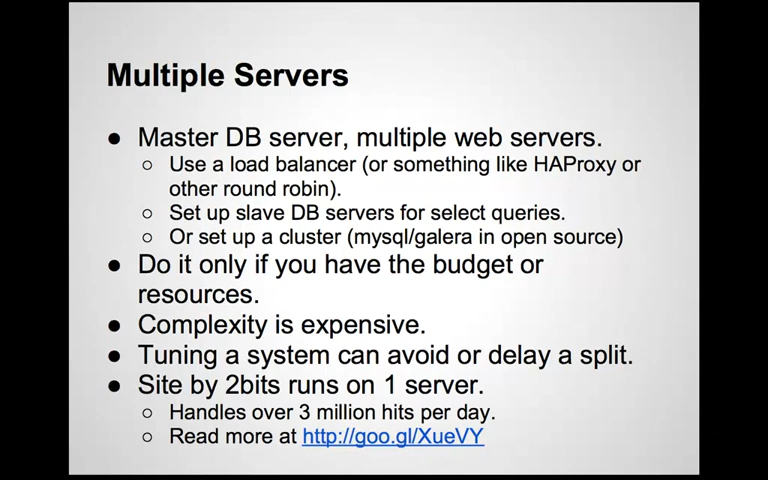 Multiple Servers
● Master DB server, multiple web servers.
○ Use a load balancer (or something like HAProxy or
other round robin).
○ Set up slave DB servers for select queries.
○ Or set up a cluster (mysql/galera in open source)
● Do it only if you have the budget or
resources.
● Complexity is expensive.
● Tuning a system can avoid or delay a split.
● Site by 2bits runs on 1 server.
○ Handles over 3 million hits per day.
○ Read more at http://goo.gl/XueVY